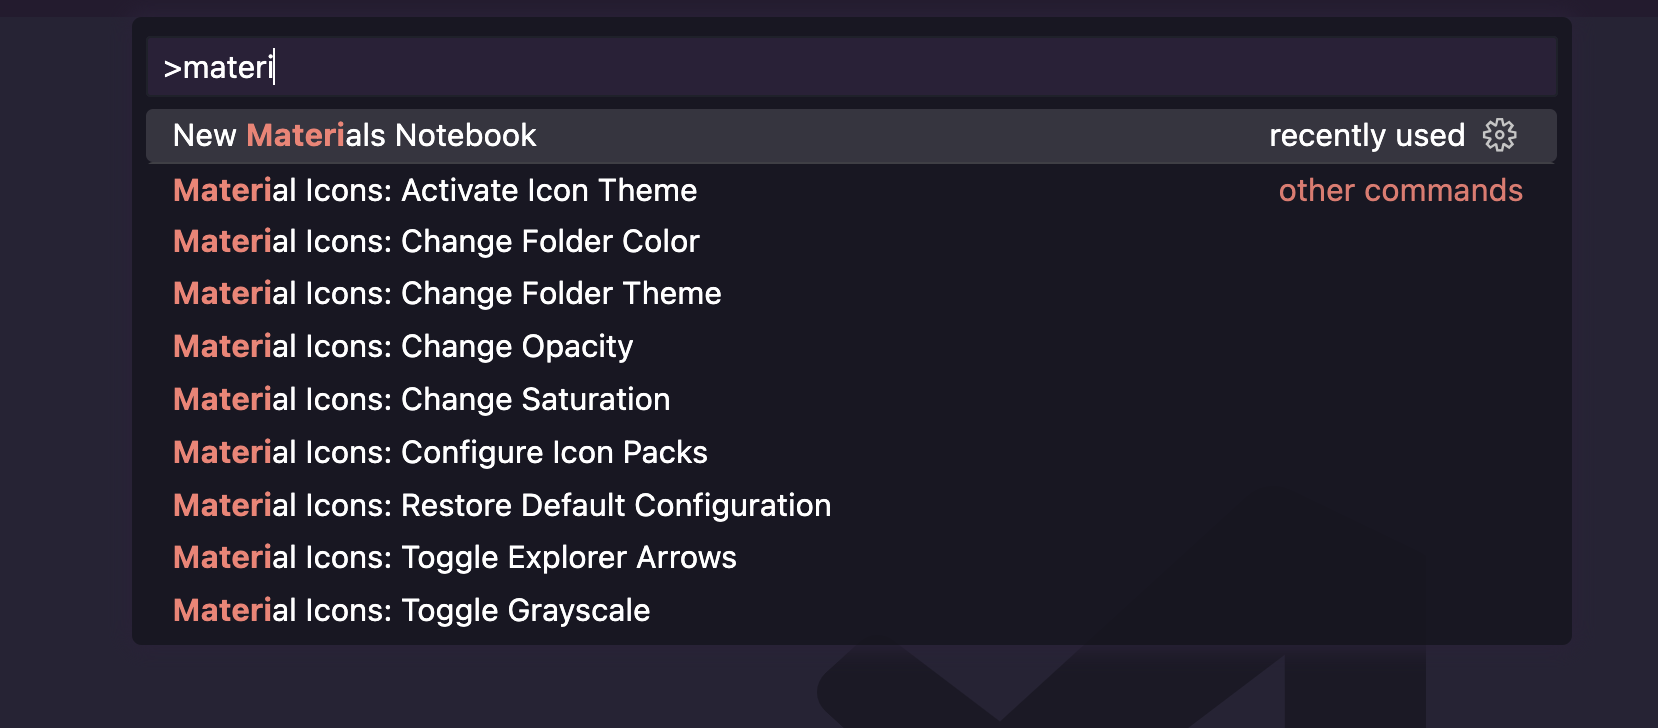 >materi
New Materials Notebook recently used
Material Icons: Activate Icon Theme other commands
Material Icons: Change Folder Color
Material Icons: Change Folder Theme
Material Icons: Change Opacity
Material Icons: Change Saturation
Material Icons: Configure Icon Packs
Material Icons: Restore Default Configuration
Material Icons: Toggle Explorer Arrows
Material Icons: Toggle Grayscale